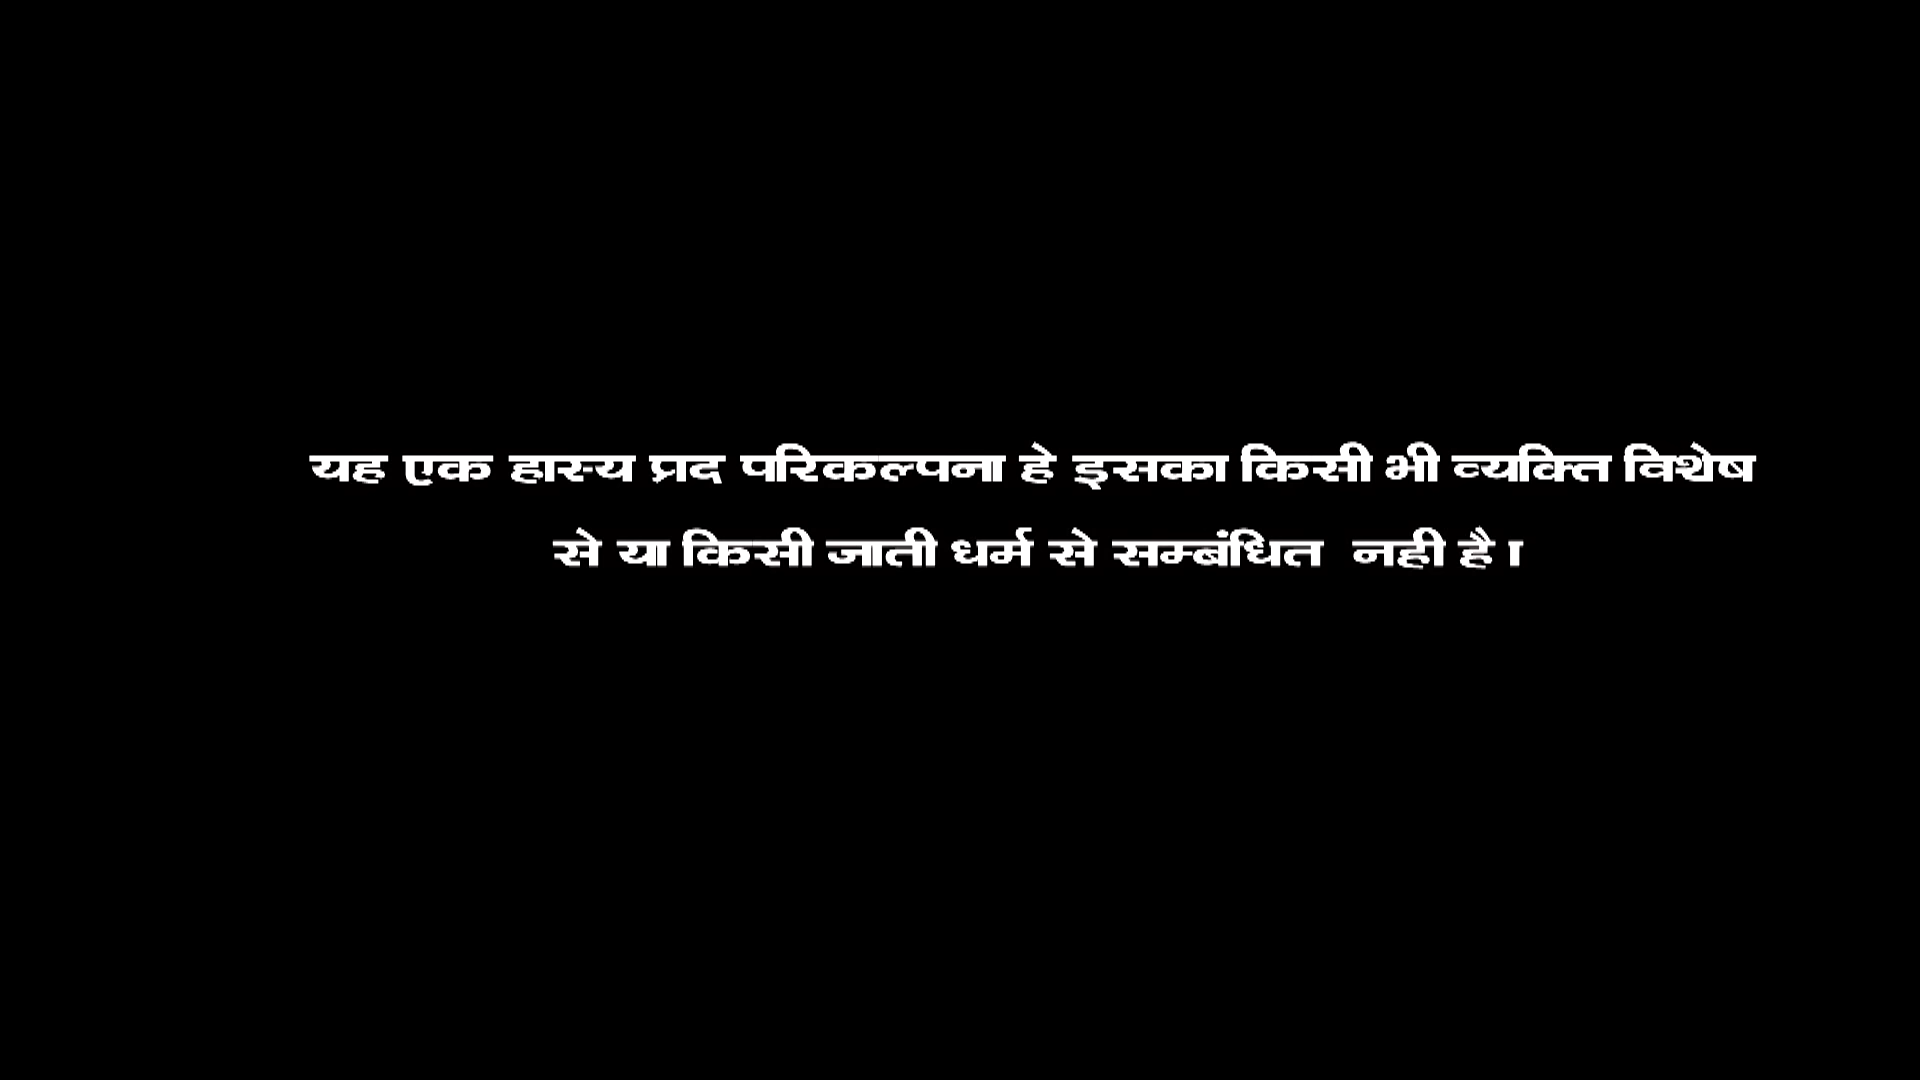 यह एक हास्य प्रद परिकल्पना हे इसका किसी भी व्यक्ति विशेष
से या किसी जाती धर्म से सम्बंधित नही है।